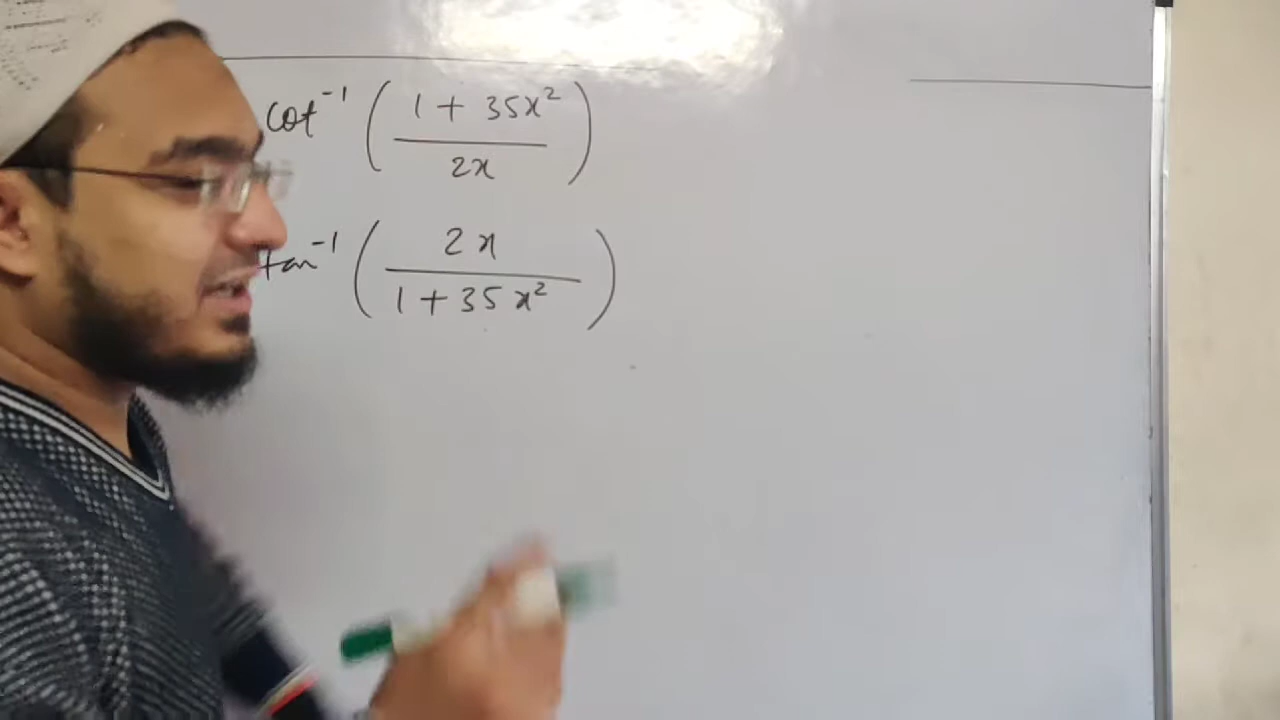 cot⁻¹ ( (1 + 35x²) / 2x )
tan⁻¹ ( 2x / (1 + 35x²) )